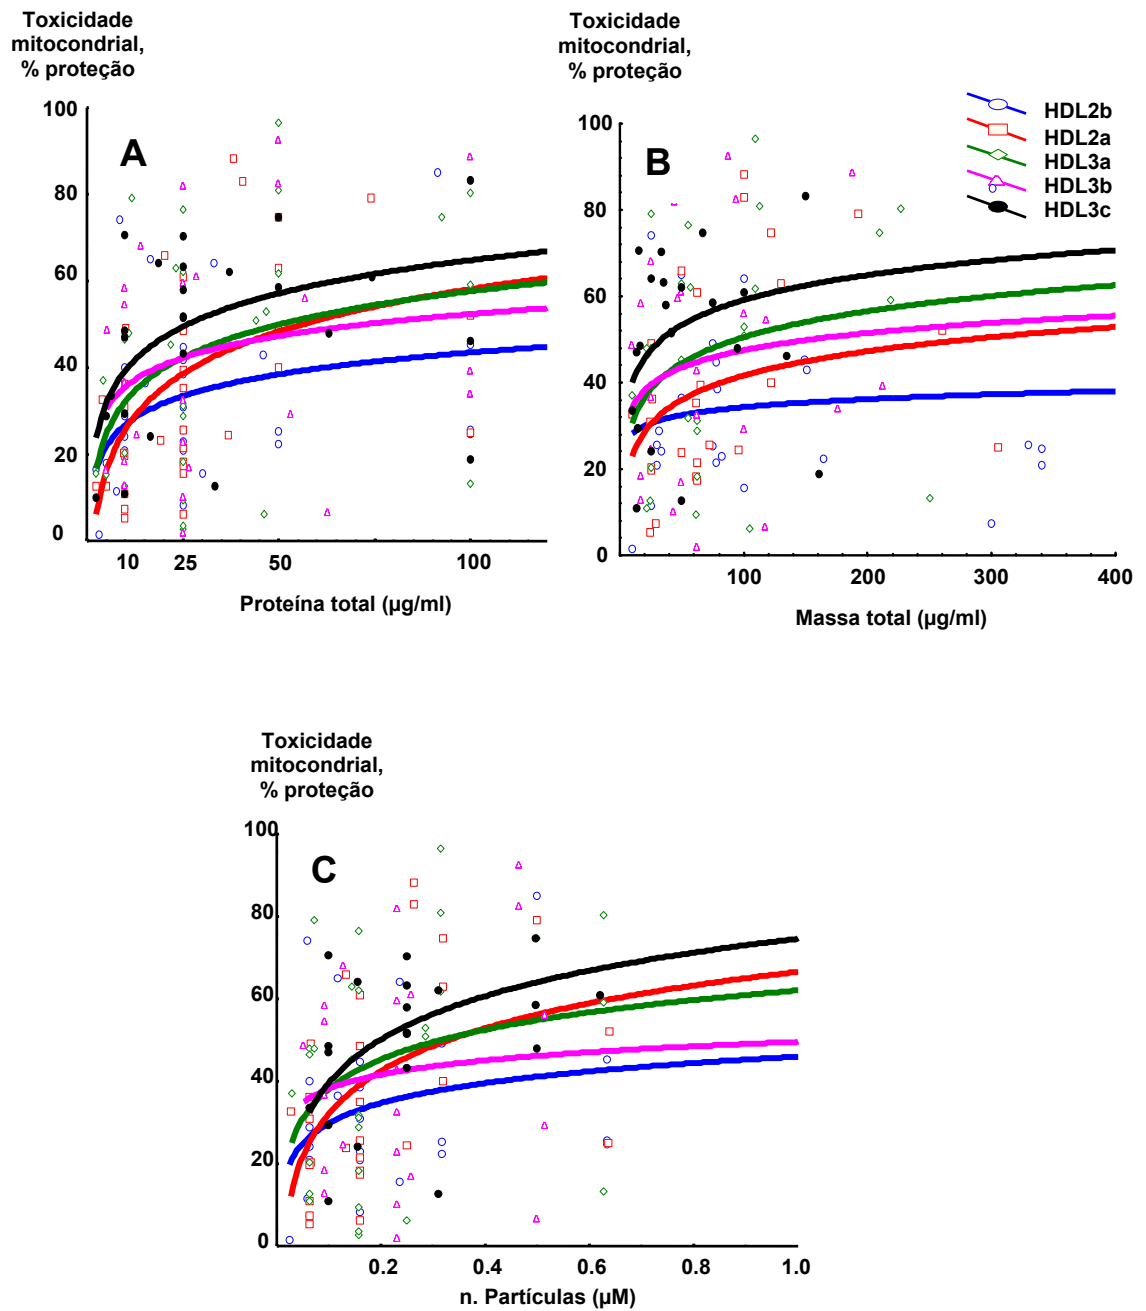 Toxicidade
mitocondrial,
% proteção
100
80
60
40
20
0
A
10 25 50 100
Proteína total (µg/ml)
Toxicidade
mitocondrial,
% proteção
100
80
60
40
20
0
B
HDL2b
HDL2a
HDL3a
HDL3b
HDL3c
100 200 300 400
Massa total (µg/ml)
Toxicidade
mitocondrial,
% proteção
100
80
60
40
20
0
C
0.2 0.4 0.6 1.0
n. Partículas (µM)